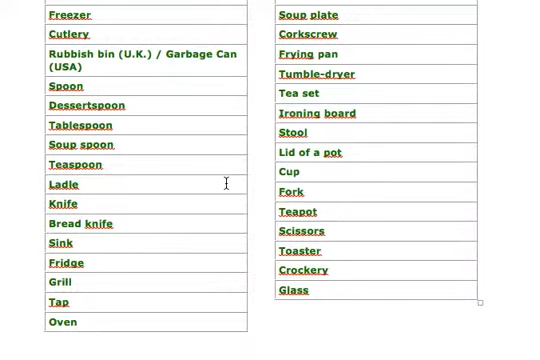 Freezer
Cutlery
Rubbish bin (U.K.) / Garbage Can
(USA)
Spoon
Dessertspoon
Tablespoon
Soup spoon
Teaspoon
Ladle
Knife
Bread knife
Sink
Fridge
Grill
Tap
Oven
Soup plate
Corkscrew
Frying pan
Tumble-dryer
Tea set
Ironing board
Stool
Lid of a pot
Cup
Fork
Teapot
Scissors
Toaster
Crockery
Glass